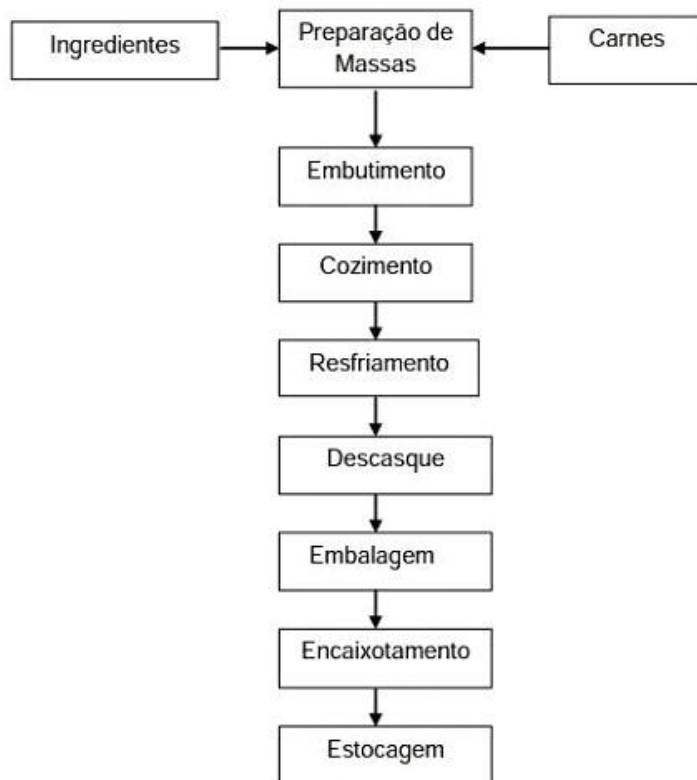 Ingredientes
Preparação de
Massas
Carnes
Embutimento
Cozimento
Resfriamento
Descasque
Embalagem
Encaixotamento
Estocagem